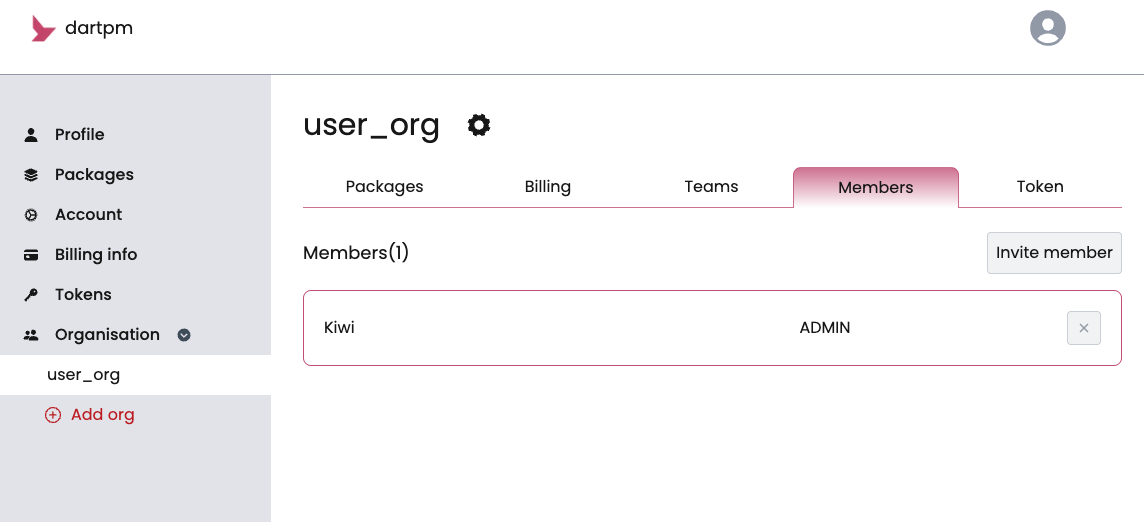 dartpm
Profile
Packages
Account
Billing info
Tokens
Organisation
user_org
Add org
user_org
Packages Billing Teams Members Token
Members(1) Invite member
Kiwi ADMIN